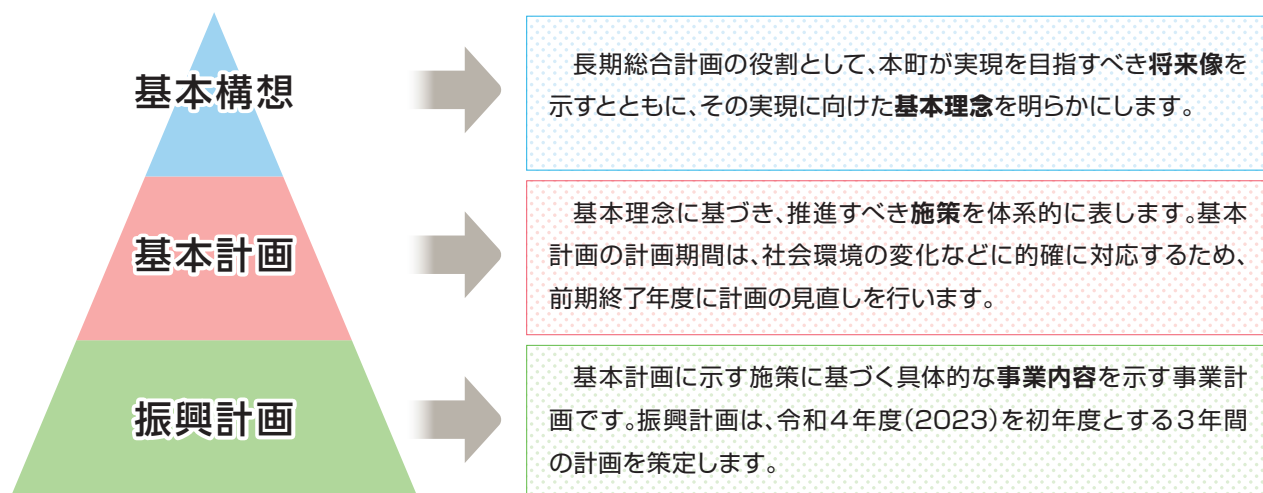 基本構想
長期総合計画の役割として、本町が実現を目指すべき将来像を
示すとともに、その実現に向けた基本理念を明らかにします。
基本計画
基本理念に基づき、推進すべき施策を体系的に表します。基本
計画の計画期間は、社会環境の変化などに的確に対応するため、
前期終了年度に計画の見直しを行います。
振興計画
基本計画に示す施策に基づく具体的な事業内容を示す事業計
画です。振興計画は、令和4年度(2023)を初年度とする3年間
の計画を策定します。